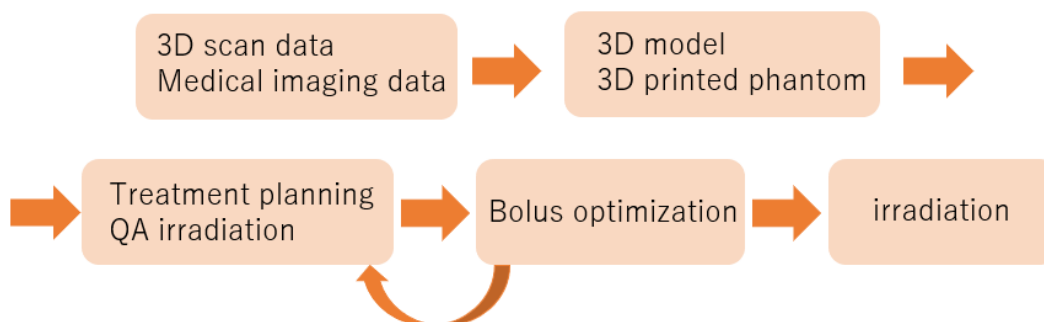 3D scan data
Medical imaging data
3D model
3D printed phantom
Treatment planning
QA irradiation
Bolus optimization
irradiation